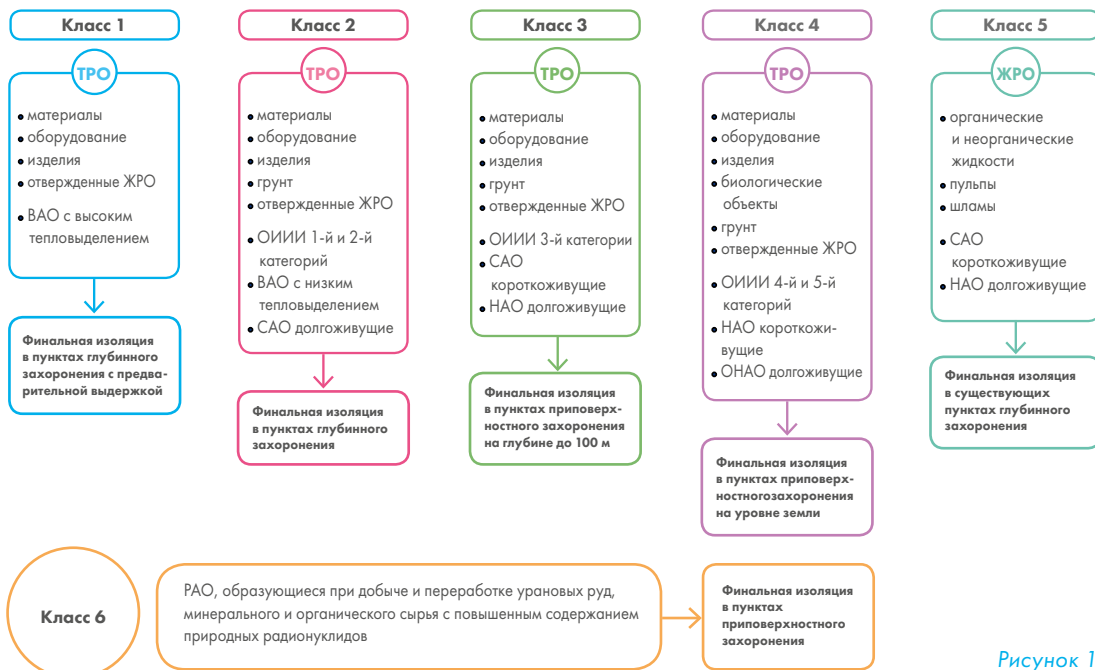 Класс 1
ТРО
• материалы
• оборудование
• изделия
• отвержденные ЖРО
• ВАО с высоким
тепловыделением
Финальная изоляция
в пунктах глубинного
захоронения с предва-
рительной выдержкой
Класс 2
ТРО
• материалы
• оборудование
• изделия
• грунт
• отвержденные ЖРО
• ОИИИ 1-й и 2-й
категорий
• ВАО с низким
тепловыделением
• САО долгоживущие
Финальная изоляция
в пунктах глубинного
захоронения
Класс 3
ТРО
• материалы
• оборудование
• изделия
• грунт
• отвержденные ЖРО
• ОИИИ 3-й категории
• САО
короткоживущие
• НАО долгоживущие
Финальная изоляция
в пунктах приповерх-
ностного захоронения
на глубине до 100 м
Класс 4
ТРО
• материалы
• оборудование
• изделия
• биологические
объекты
• грунт
• отвержденные ЖРО
• ОИИИ 4-й и 5-й
категорий
• НАО короткожи-
вущие
• ОНАО долгоживущие
Финальная изоляция
в пунктах приповерх-
ностногозахоронения
на уровне земли
Класс 5
ЖРО
• органические
и неорганические
жидкости
• пульпы
• шламы
• САО
короткоживущие
• НАО долгоживущие
Финальная изоляция
в существующих
пунктах глубинного
захоронения
Класс 6
РАО, образующиеся при добыче и переработке урановых руд,
минерального и органического сырья с повышенным содержанием
природных радионуклидов
Финальная изоляция
в пунктах
приповерхностного
захоронения
Рисунок 1